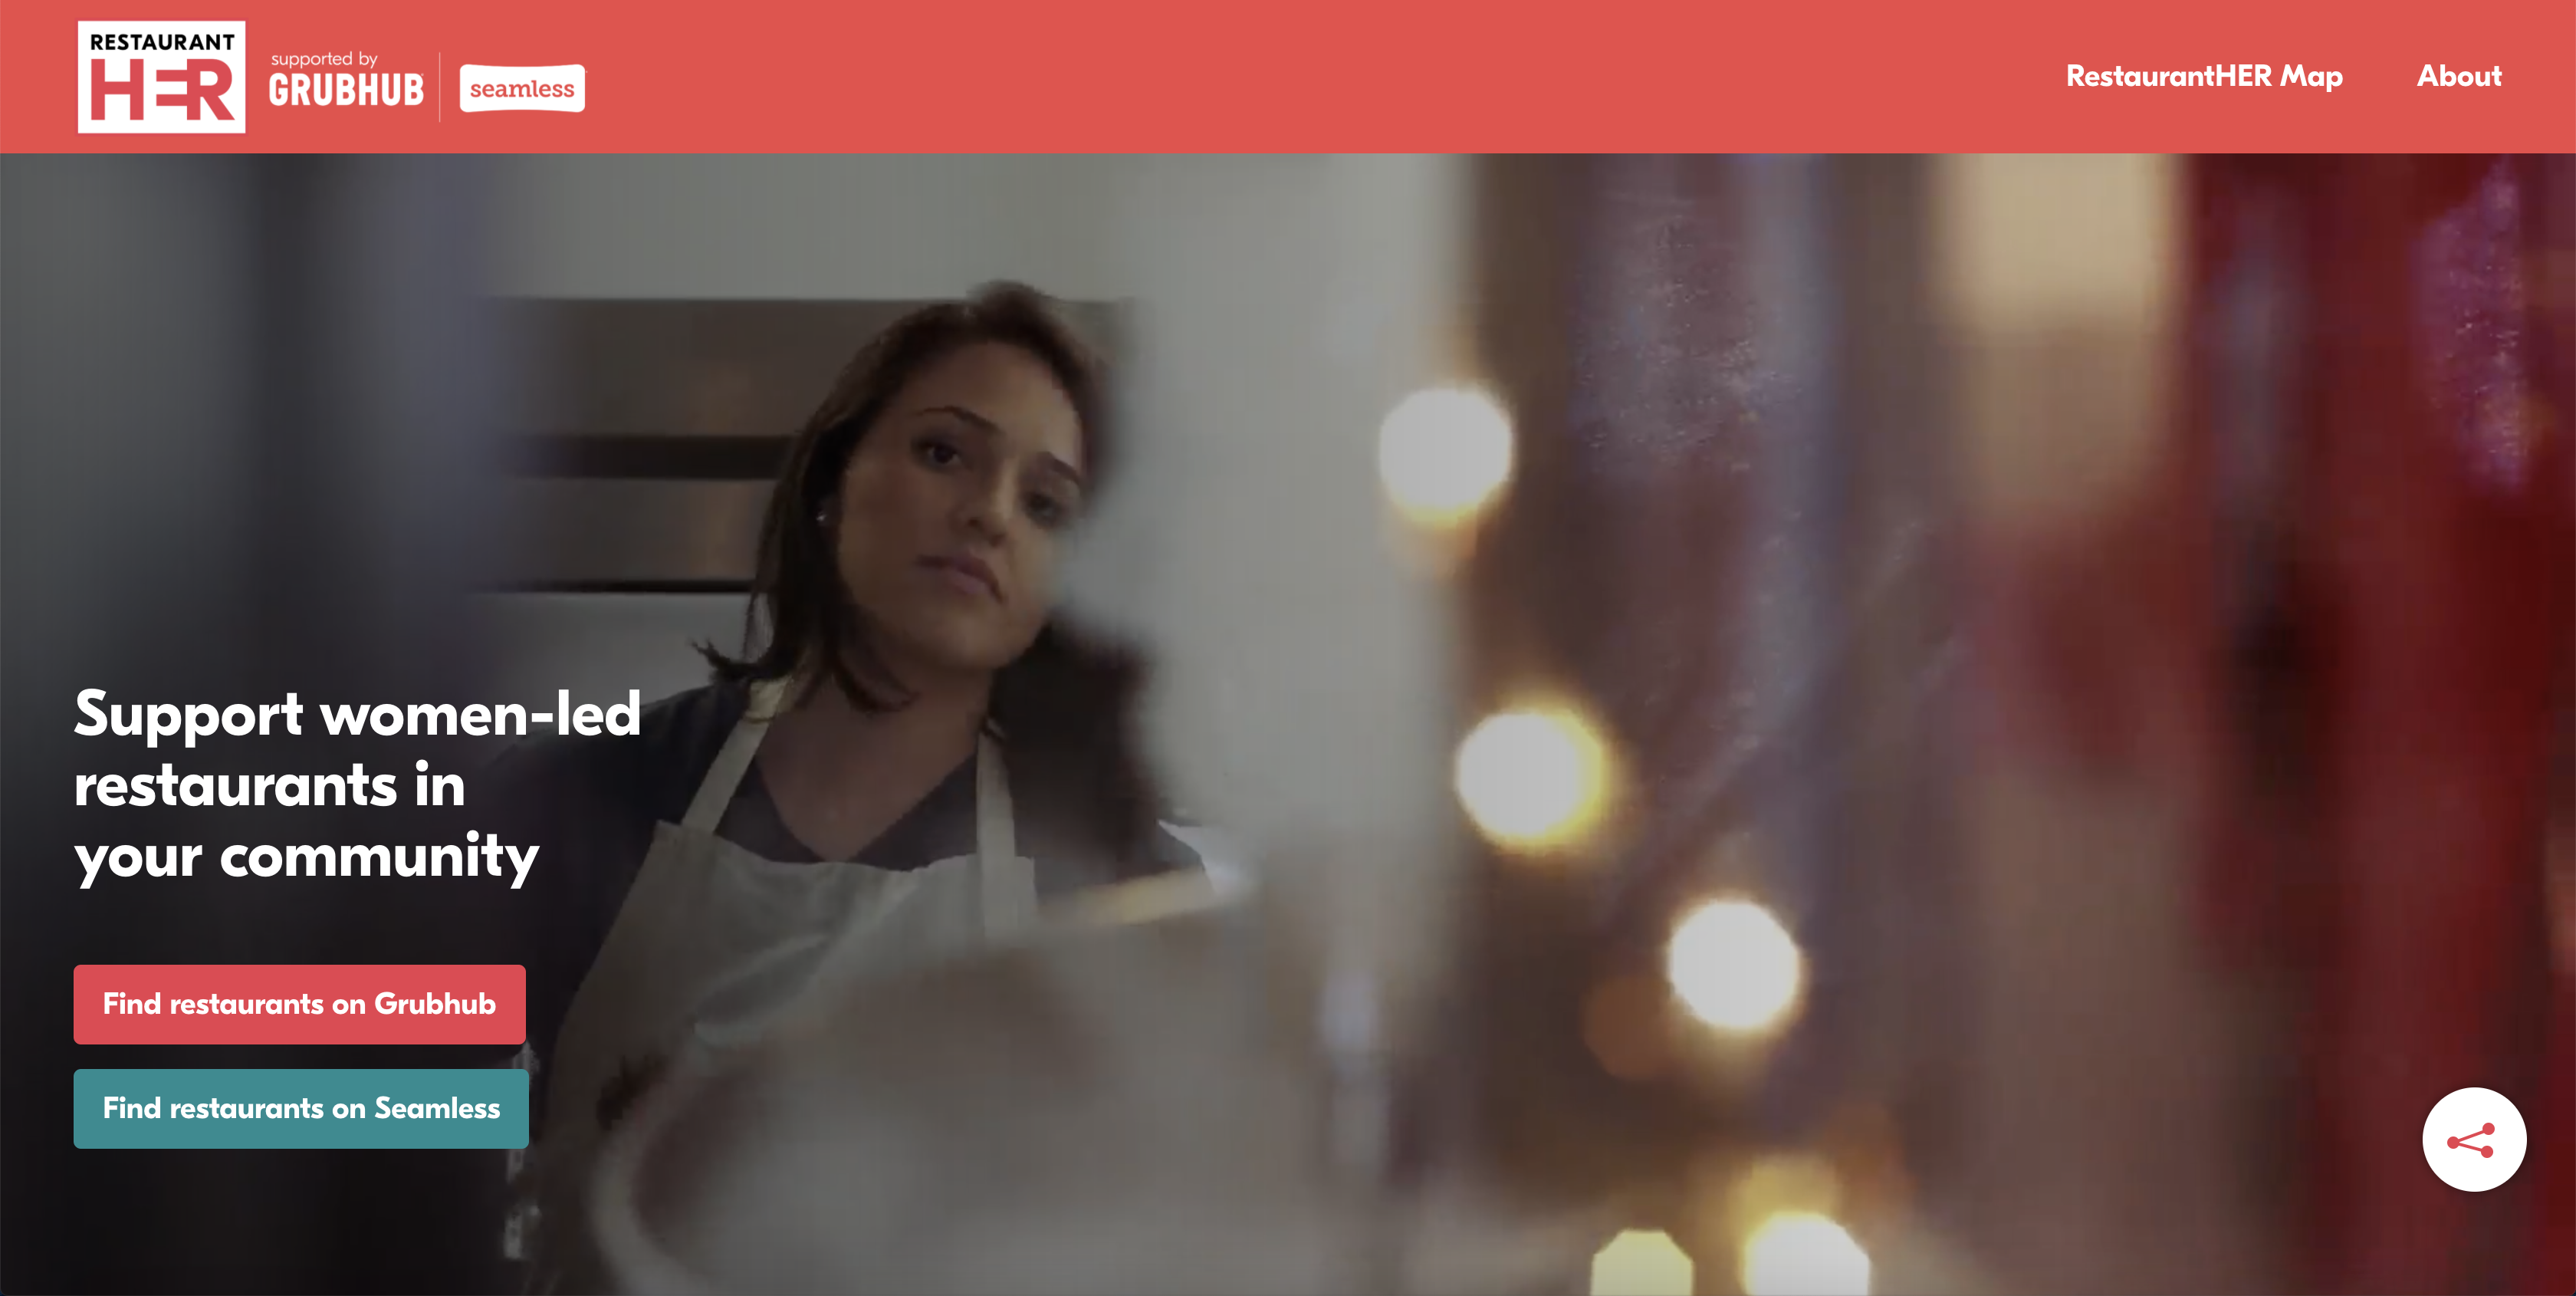 RESTAURANT
HER
supported by
GRUBHUB
seamless
RestaurantHER Map
About
Support women-led
restaurants in
your community
Find restaurants on Grubhub
Find restaurants on Seamless